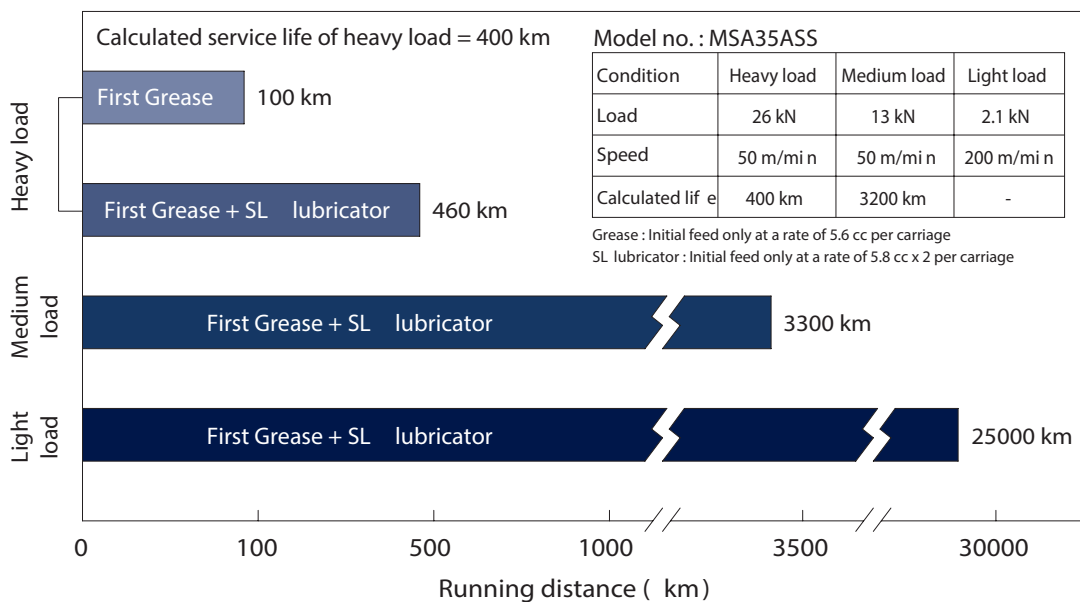 Calculated service life of heavy load = 400 km
Model no. : MSA35ASS
Condition Heavy load Medium load Light load
Load 26 kN 13 kN 2.1 kN
Speed 50 m/mi n 50 m/mi n 200 m/mi n
Calculated lif e 400 km 3200 km -
Grease : Initial feed only at a rate of 5.6 cc per carriage
SL lubricator : Initial feed only at a rate of 5.8 cc x 2 per carriage
Heavy load
First Grease 100 km
First Grease + SL lubricator 460 km
Medium
load
First Grease + SL lubricator 3300 km
Light
load
First Grease + SL lubricator 25000 km
0 100 500 1000 3500 30000
Running distance ( km)